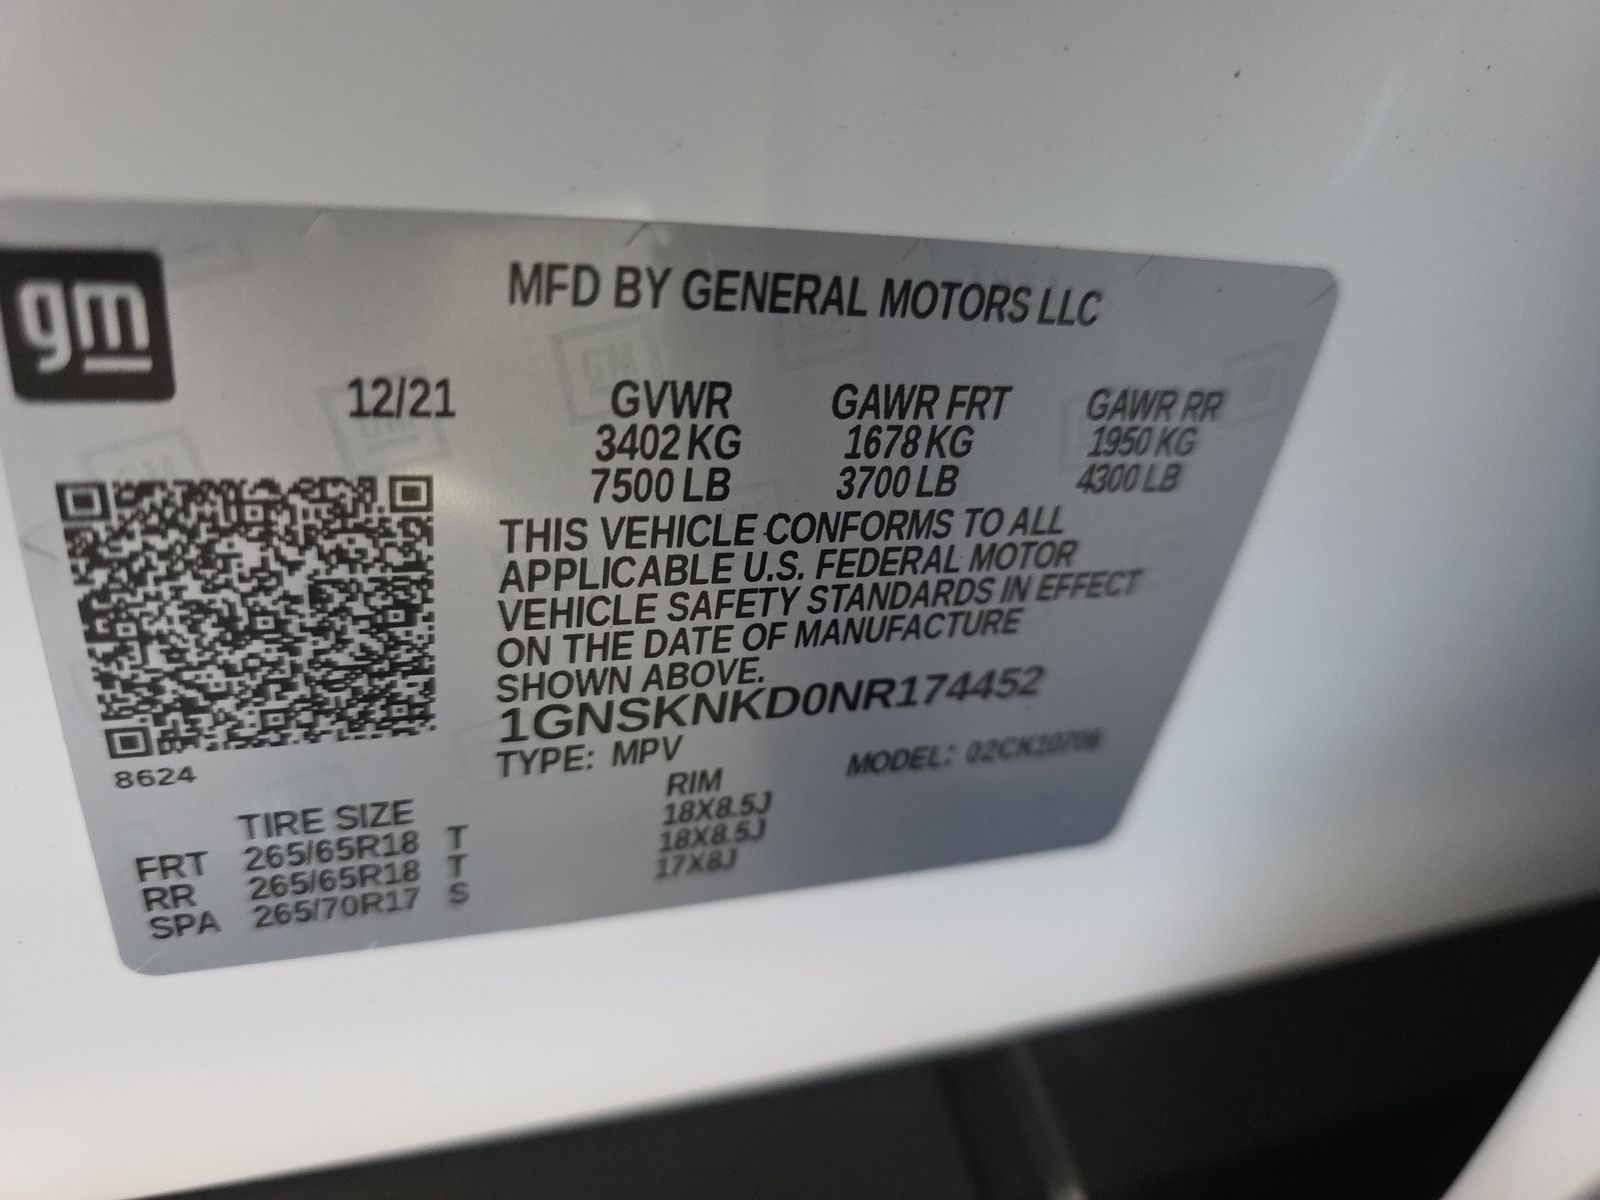 gm
MFD BY GENERAL MOTORS LLC
12/21 GVWR GAWR FRT GAWR RR
3402 KG 1678 KG 1950 KG
7500 LB 3700 LB 4300 LB
THIS VEHICLE CONFORMS TO ALL
APPLICABLE U.S. FEDERAL MOTOR
VEHICLE SAFETY STANDARDS IN EFFECT
ON THE DATE OF MANUFACTURE
SHOWN ABOVE.
1GNSKNKD0NR174452
TYPE: MPV MODEL: 02CK10706
8624
TIRE SIZE RIM
FRT 265/65R18 T 18X8.5J
RR 265/65R18 T 18X8.5J
SPA 265/70R17 S 17X8J